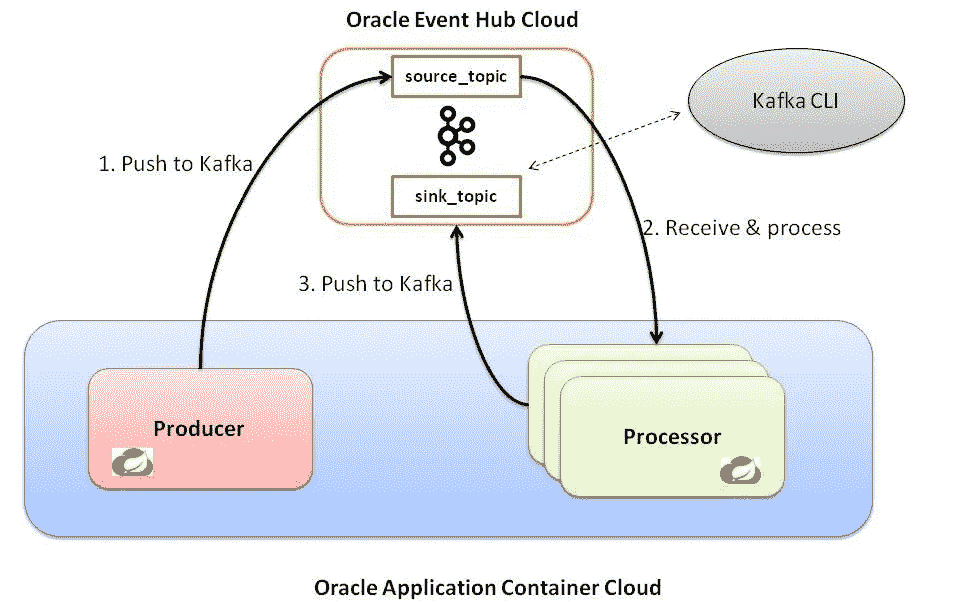 Oracle Event Hub Cloud
source_topic
Kafka CLI
1. Push to Kafka
sink_topic
2. Receive & process
3. Push to Kafka
Producer
Processor
Oracle Application Container Cloud